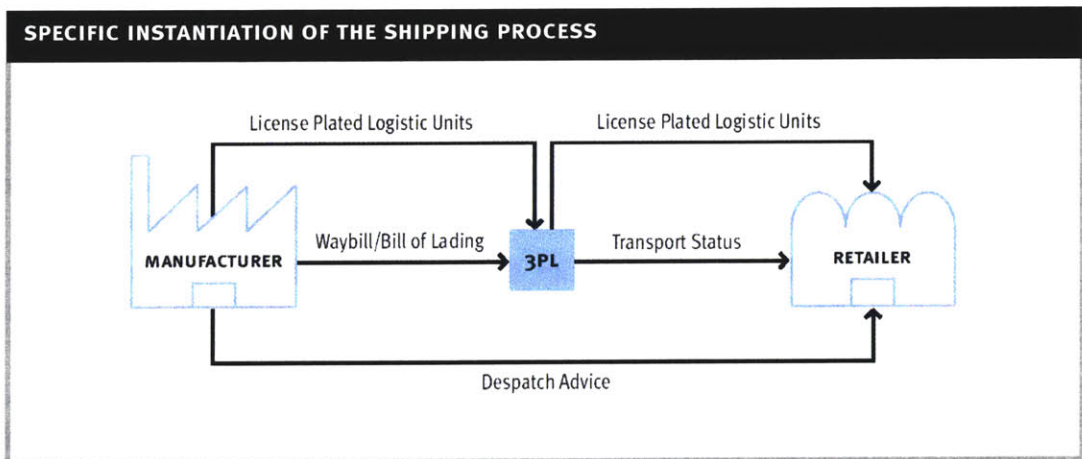 SPECIFIC INSTANTIATION OF THE SHIPPING PROCESS
License Plated Logistic Units
License Plated Logistic Units
Waybill/Bill of Lading
Transport Status
MANUFACTURER
3PL
RETAILER
Despatch Advice